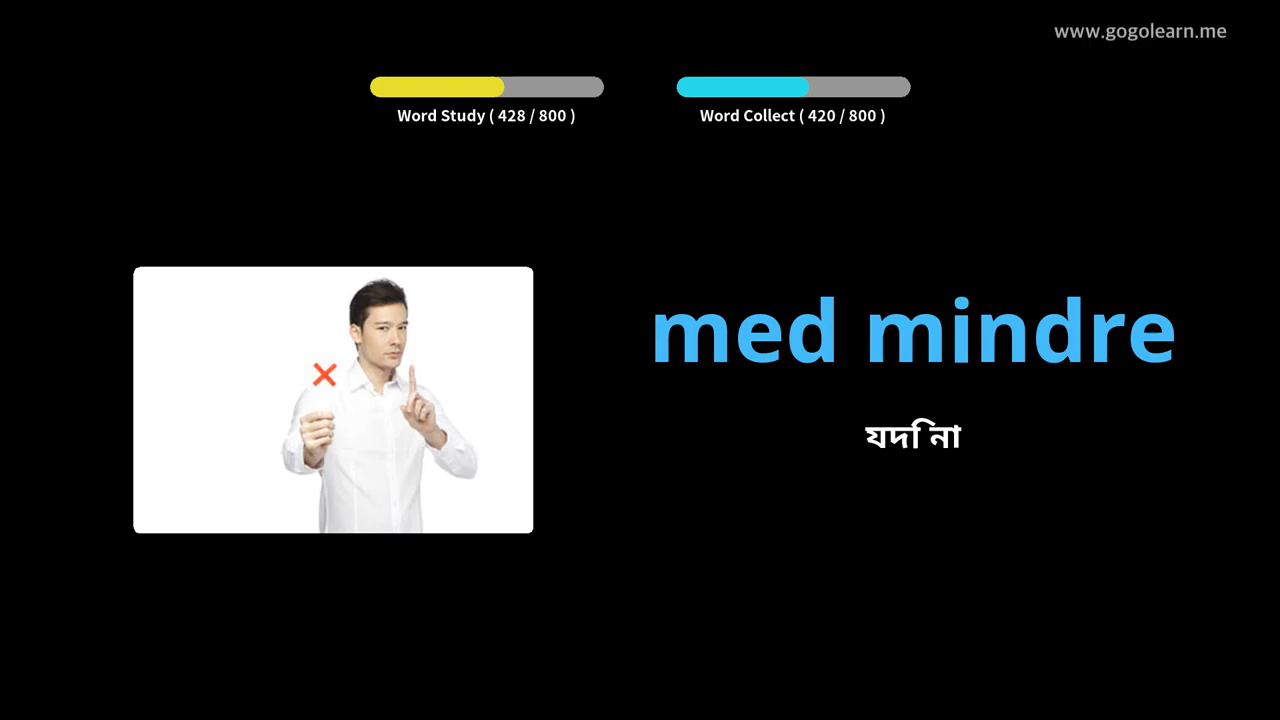 www.gogolearn.me
Word Study ( 428 / 800 )
Word Collect ( 420 / 800 )
med mindre
যদি না